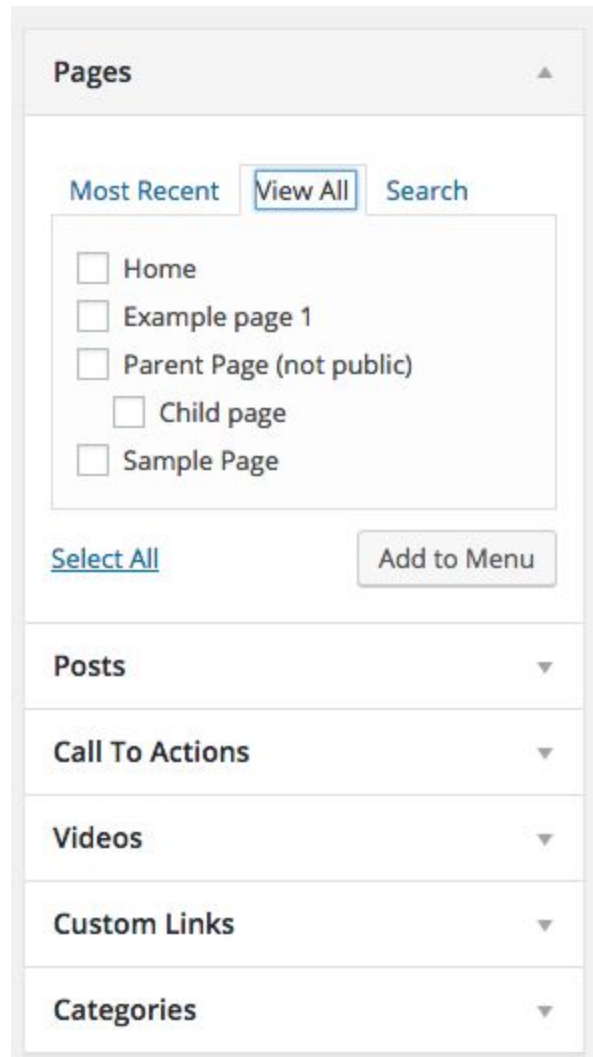 Pages
Most Recent View All Search
Home
Example page 1
Parent Page (not public)
Child page
Sample Page
Select All Add to Menu
Posts
Call To Actions
Videos
Custom Links
Categories